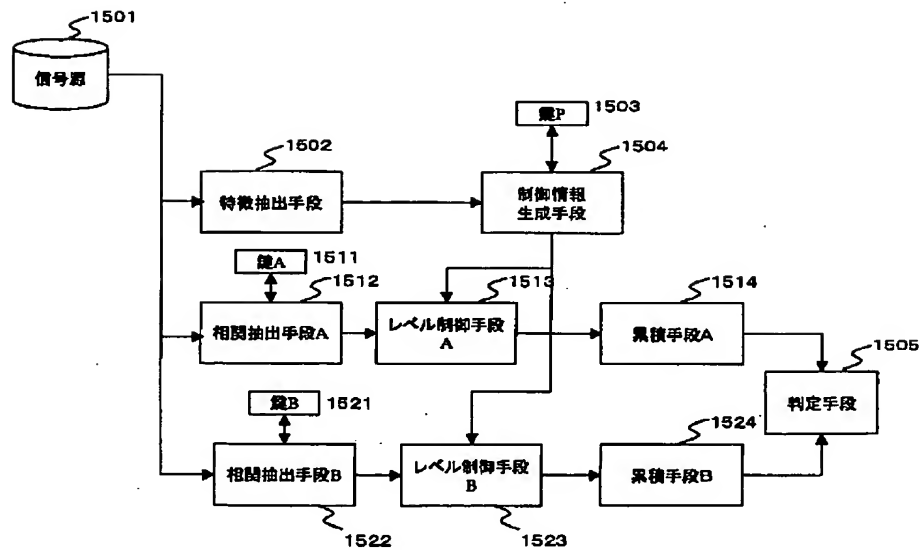 1501
信号源
1503
鍵P
1502
1504
特徴抽出手段
制御情報
生成手段
1511
鍵A
1512
1513
1514
相関抽出手段A
レベル制御手段
A
累積手段A
1505
判定手段
1521
鍵B
1524
相関抽出手段B
レベル制御手段
B
累積手段B
1522
1523